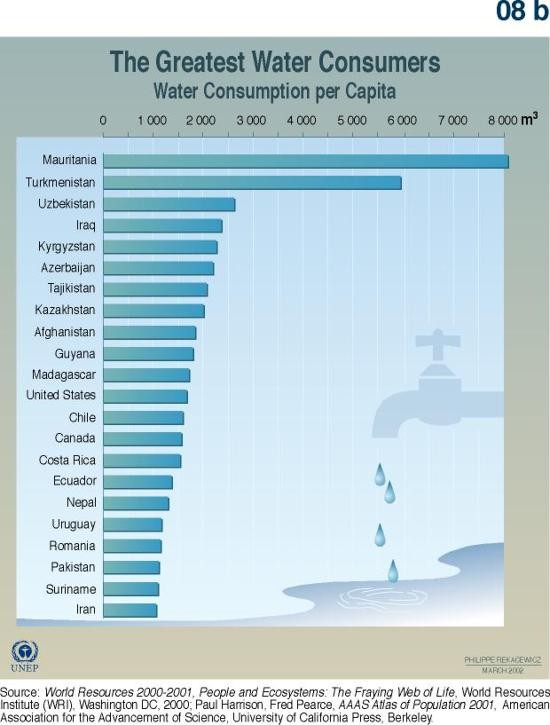 08 b
The Greatest Water Consumers
Water Consumption per Capita
0 1 000 2 000 3 000 4 000 5 000 6 000 7 000 8 000 m³
Mauritania
Turkmenistan
Uzbekistan
Iraq
Kyrgyzstan
Azerbaijan
Tajikistan
Kazakhstan
Afghanistan
Guyana
Madagascar
United States
Chile
Canada
Costa Rica
Ecuador
Nepal
Uruguay
Romania
Pakistan
Suriname
Iran
UNEP
PHILIPPE REKACEWICZ
MARCH 2002
Source: World Resources 2000-2001, People and Ecosystems: The Fraying Web of Life, World Resources
Institute (WRI), Washington DC, 2000; Paul Harrison, Fred Pearce, AAAS Atlas of Population 2001, American
Association for the Advancement of Science, University of California Press, Berkeley.